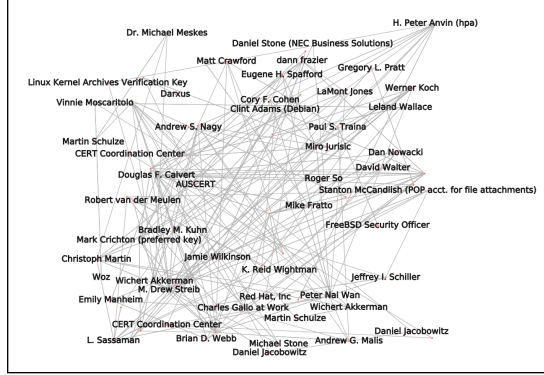 H. Peter Anvin (hpa)
Dr. Michael Meskes
Daniel Stone (NEC Business Solutions)
Matt Crawford
dann frazier
Gregory L. Pratt
Eugene H. Spafford
Linux Kernel Archives Verification Key
Darxus
LaMont Jones
Werner Koch
Vinnie Moscaritolo
Cory F. Cohen
Leland Wallace
Clint Adams (Debian)
Andrew S. Nagy
Paul S. Traina
Martin Schulze
Miro Jurisic
CERT Coordination Center
Dan Nowacki
David Walter
Douglas F. Calvert
Roger So
AUSCERT
Stanton McCandlish (POP acct. for file attachments)
Robert van der Meulen
Mike Fratto
FreeBSD Security Officer
Bradley M. Kuhn
Mark Crichton (preferred key)
Christoph Martin
Jamie Wilkinson
K. Reid Wightman
Woz
Wichert Akkerman
Jeffrey I. Schiller
M. Drew Streib
Emily Manheim
Red Hat, Inc
Peter Nal Wan
Charles Gallo at Work
Wichert Akkerman
Martin Schulze
CERT Coordination Center
Daniel Jacobowitz
L. Sassaman
Brian D. Webb
Michael Stone
Andrew G. Malis
Daniel Jacobowitz